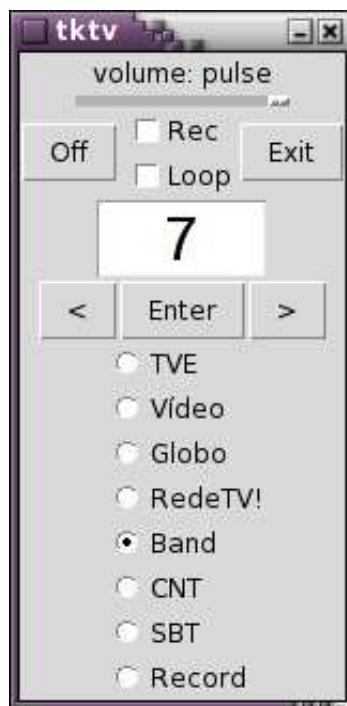 tktv
volume: pulse
Off
Rec
Exit
Loop
7
< Enter >
TVE
Vídeo
Globo
RedeTV!
Band
CNT
SBT
Record